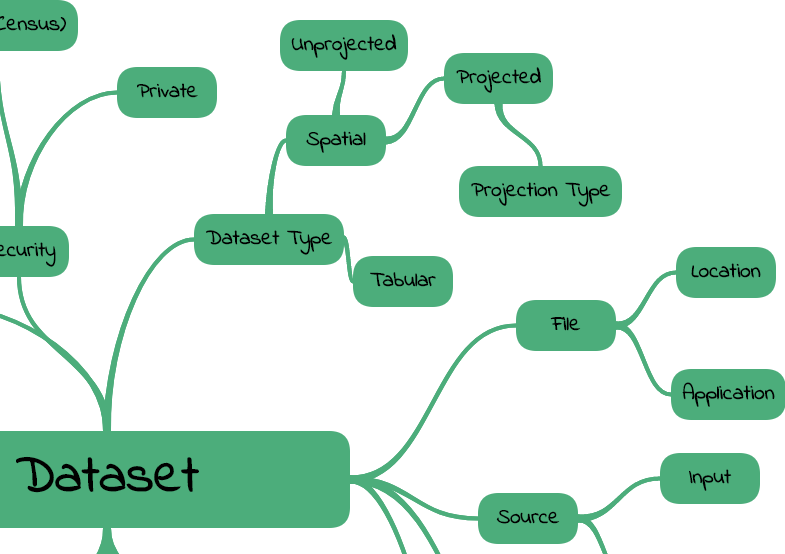 Census)
Unprojected
Projected
Private
Spatial
Projection Type
ecurity
Dataset Type
Tabular
Location
File
Application
Dataset
Input
Source